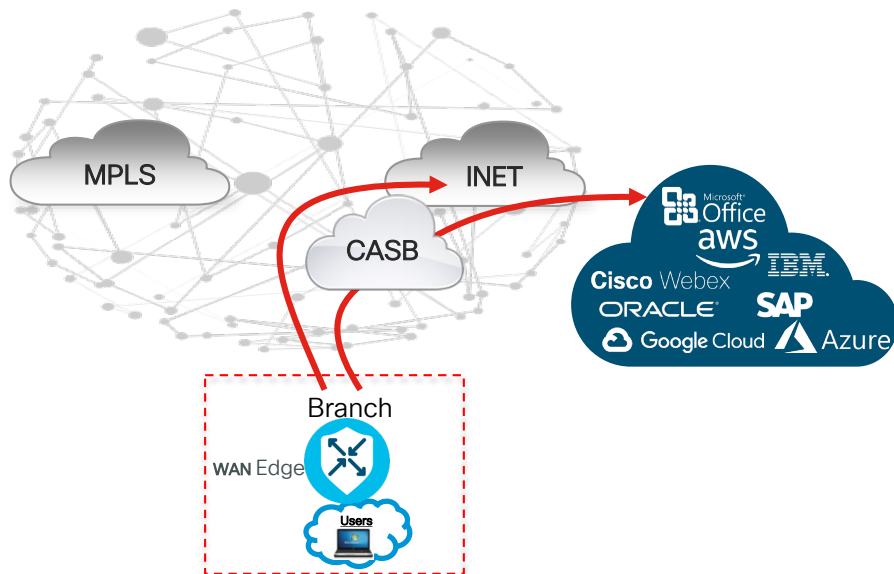 MPLS
INET
CASB
Microsoft®
Office
aws
IBM®
Cisco Webex
ORACLE®
SAP
Google Cloud
Azure
Branch
WAN Edge
Users